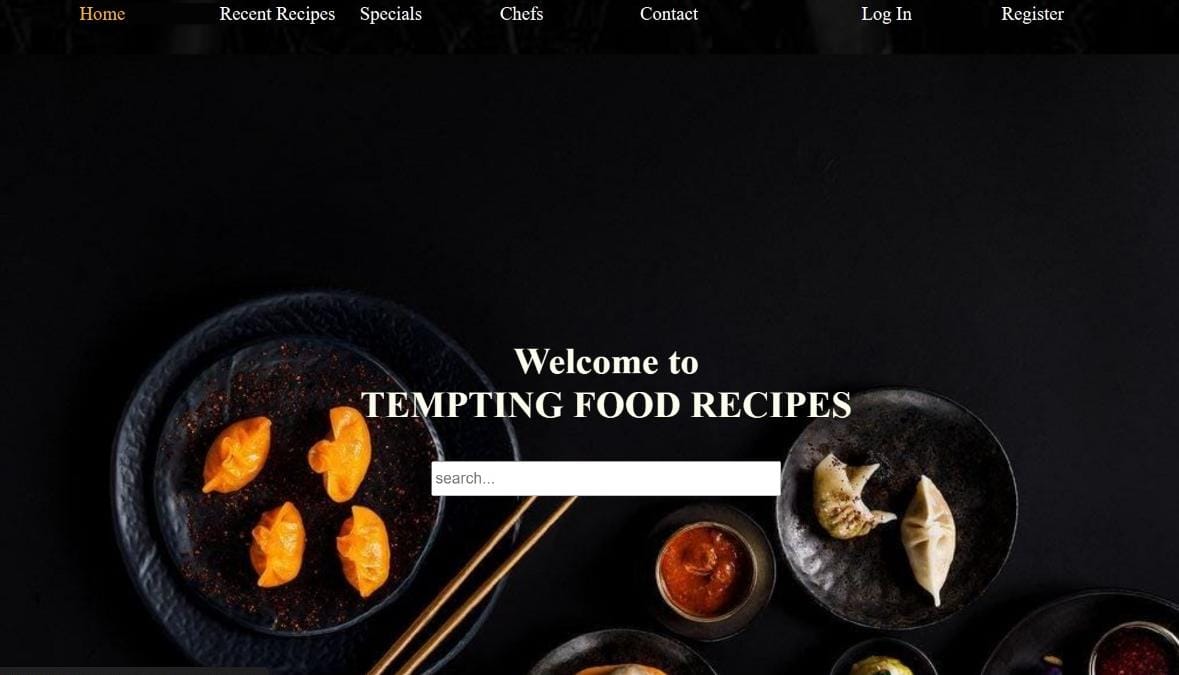 Home Recent Recipes Specials Chefs Contact Log In Register
Welcome to
TEMPTING FOOD RECIPES
search...